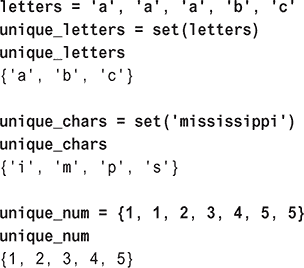 letters = 'a', 'a', 'a', 'b', 'c'
unique_letters = set(letters)
unique_letters
{'a', 'b', 'c'}
unique_chars = set('mississippi')
unique_chars
{'i', 'm', 'p', 's'}
unique_num = {1, 1, 2, 3, 4, 5, 5}
unique_num
{1, 2, 3, 4, 5}